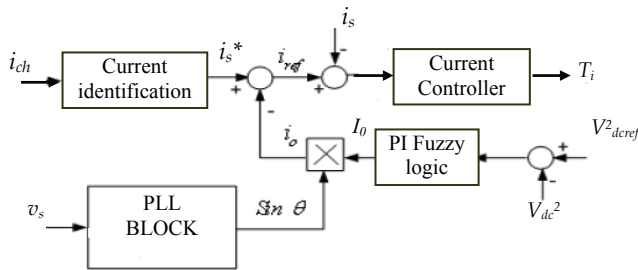 i_s
i_ch
Current
identification
i_s*
+
-
i_ref
+
-
Current
Controller
T_i
-
i_o
I_0
PI Fuzzy
logic
+
V²_dcref
-
V_dc²
v_s
PLL
BLOCK
Sin θ